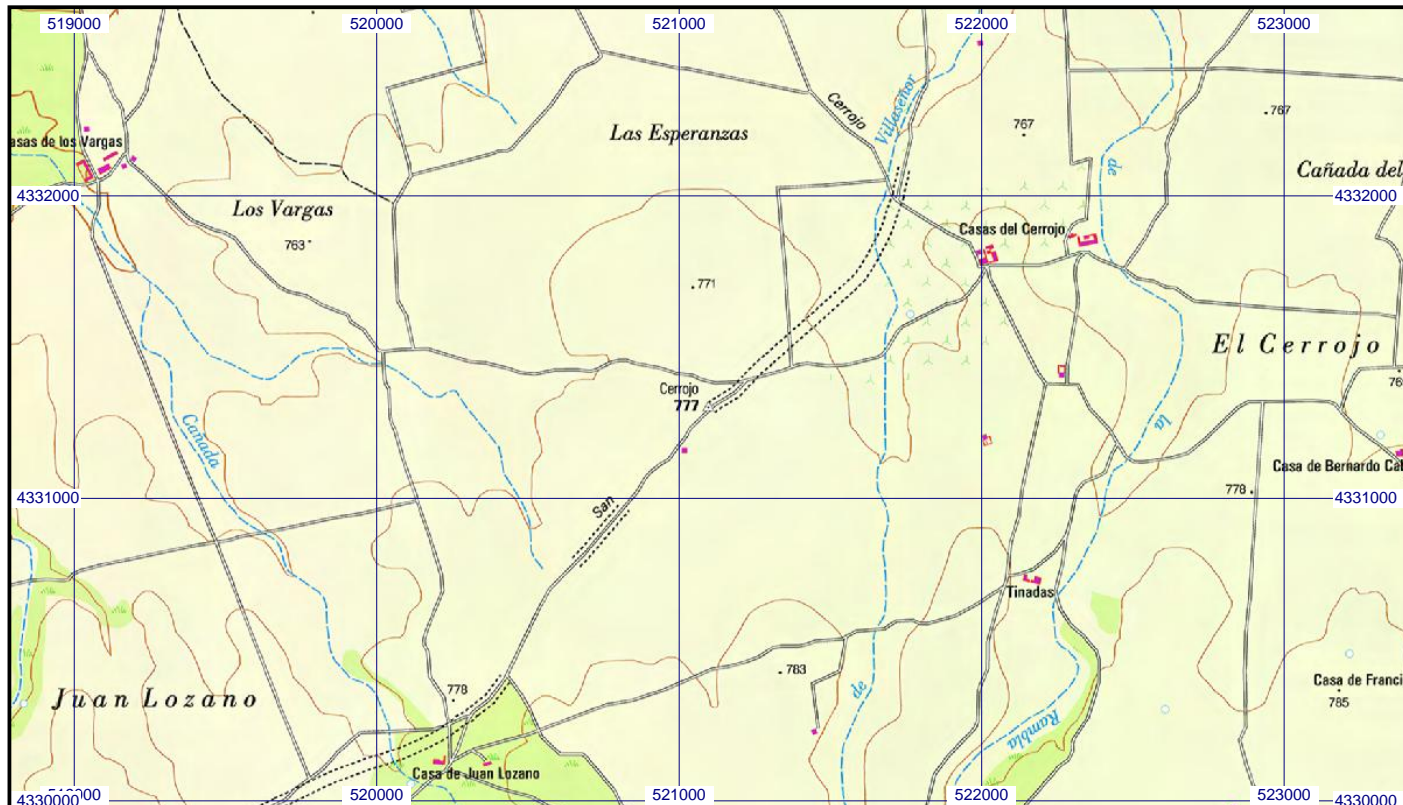 519000
520000
521000
522000
523000
Villaseñor
Cerrojo
767
767
Las Esperanzas
asas de los Vargas
de
Cañada del
4332000
4332000
Los Vargas
763
Casas del Cerrojo
771
El Cerrojo
Cerrojo
777
Cañada
la
Casa de Bernardo Cal
4331000
778
4331000
San
Tinadas
783
Casa de Franci
785
Juan Lozano
778
de
Rambla
Casa de Juan Lozano
4330000
520000
521000
522000
523000
4330000